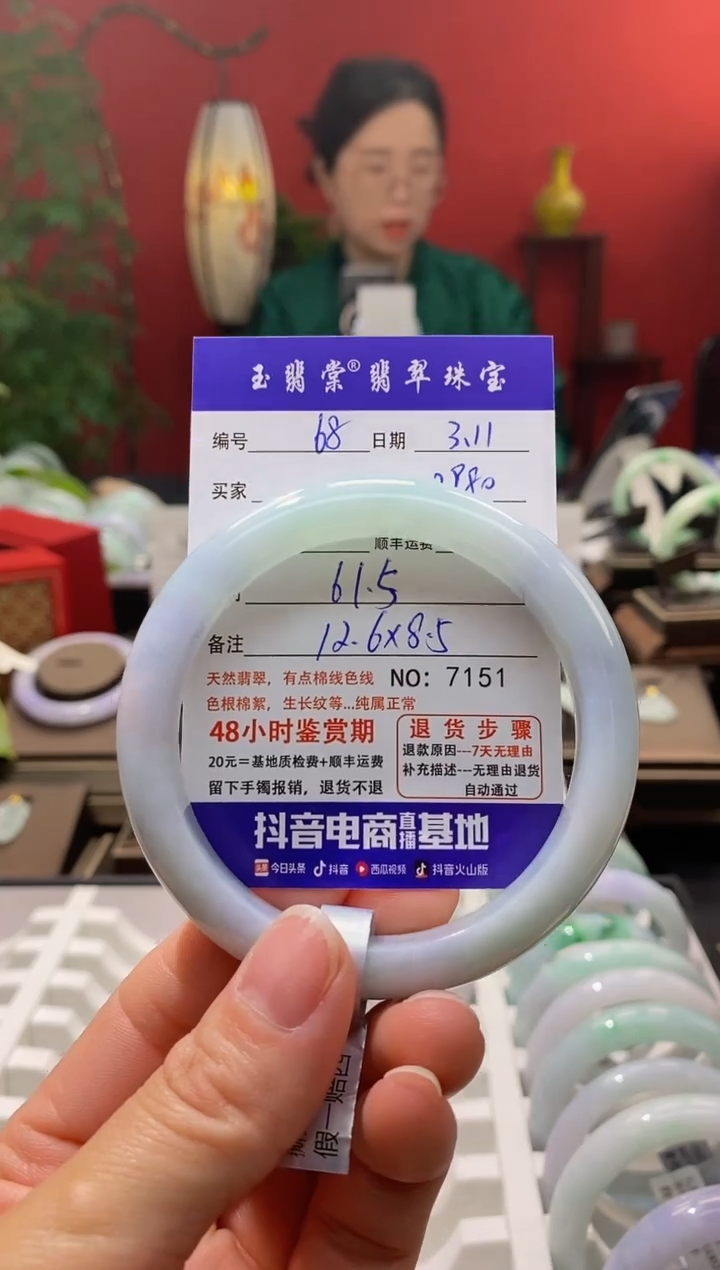 玉翡棠®翡翠珠宝
编号 68 日期 3.11
买家
顺丰运费
61.5
备注 12.6x8.5
天然翡翠，有点棉线色线 NO: 7151
色根棉絮，生长纹等...纯属正常
48小时鉴赏期
20元=基地质检费+顺丰运费
留下手镯报销，退货不退
退货步骤
退款原因---7天无理由
补充描述---无理由退货
自动通过
抖音电商直播基地
头条 今日头条 抖音 西瓜视频 抖音火山版
假一赔四